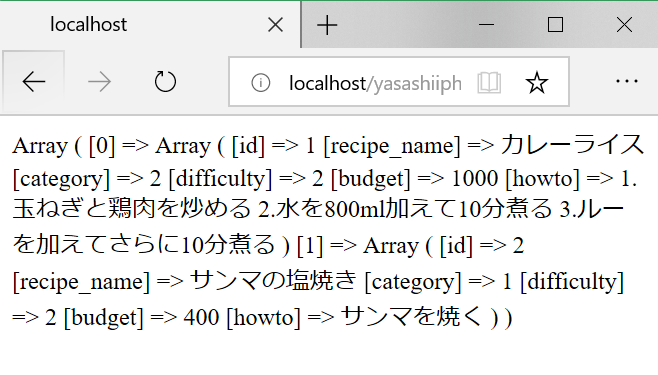 localhost
localhost/yasashiiph
Array ( [0] => Array ( [id] => 1 [recipe_name] => カレーライス
[category] => 2 [difficulty] => 2 [budget] => 1000 [howto] => 1.
玉ねぎと鶏肉を炒める 2.水を800ml加えて10分煮る 3.ルー
を加えてさらに10分煮る ) [1] => Array ( [id] => 2
[recipe_name] => サンマの塩焼き [category] => 1 [difficulty]
=> 2 [budget] => 400 [howto] => サンマを焼く ) )